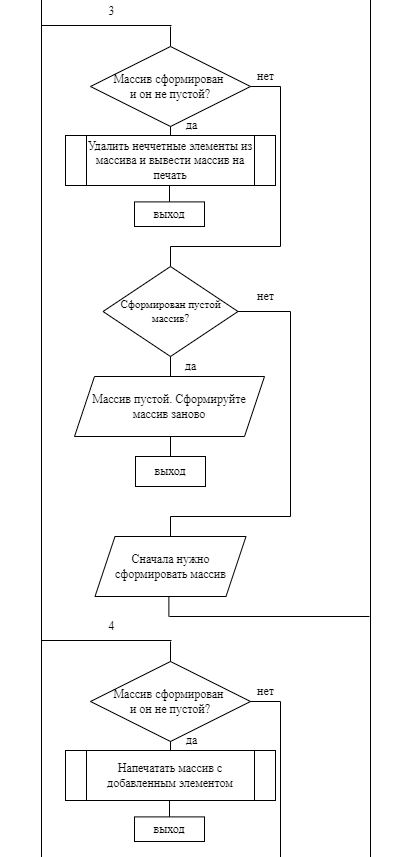 3
Массив сформирован
и он не пустой?
нет
да
Удалить неччетные элементы из
массива и вывести массив на
печать
выход
Сформирован пустой
массив?
нет
да
Массив пустой. Сформируйте
массив заново
выход
Сначала нужно
сформировать массив
4
Массив сформирован
и он не пустой?
нет
да
Напечатать массив с
добавленным элементом
выход